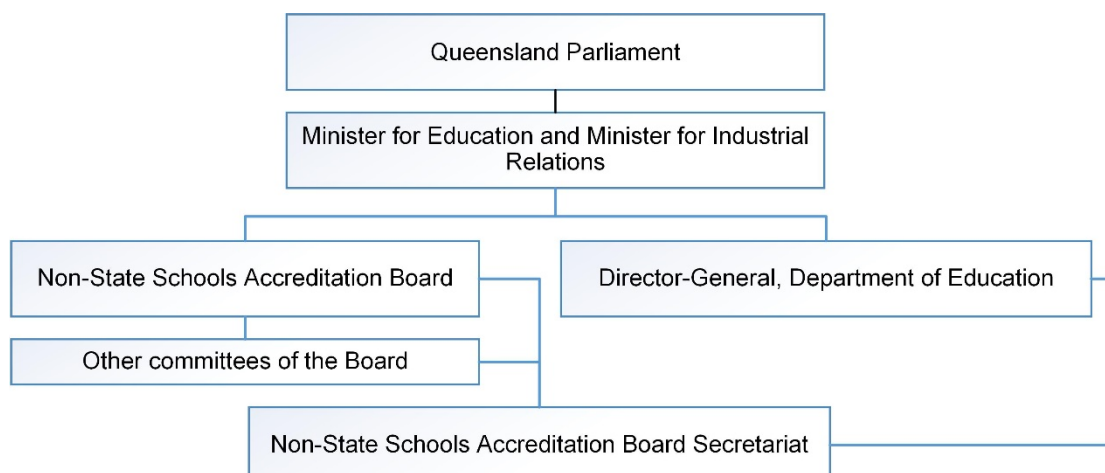 Queensland Parliament
Minister for Education and Minister for Industrial
Relations
Non-State Schools Accreditation Board
Director-General, Department of Education
Other committees of the Board
Non-State Schools Accreditation Board Secretariat